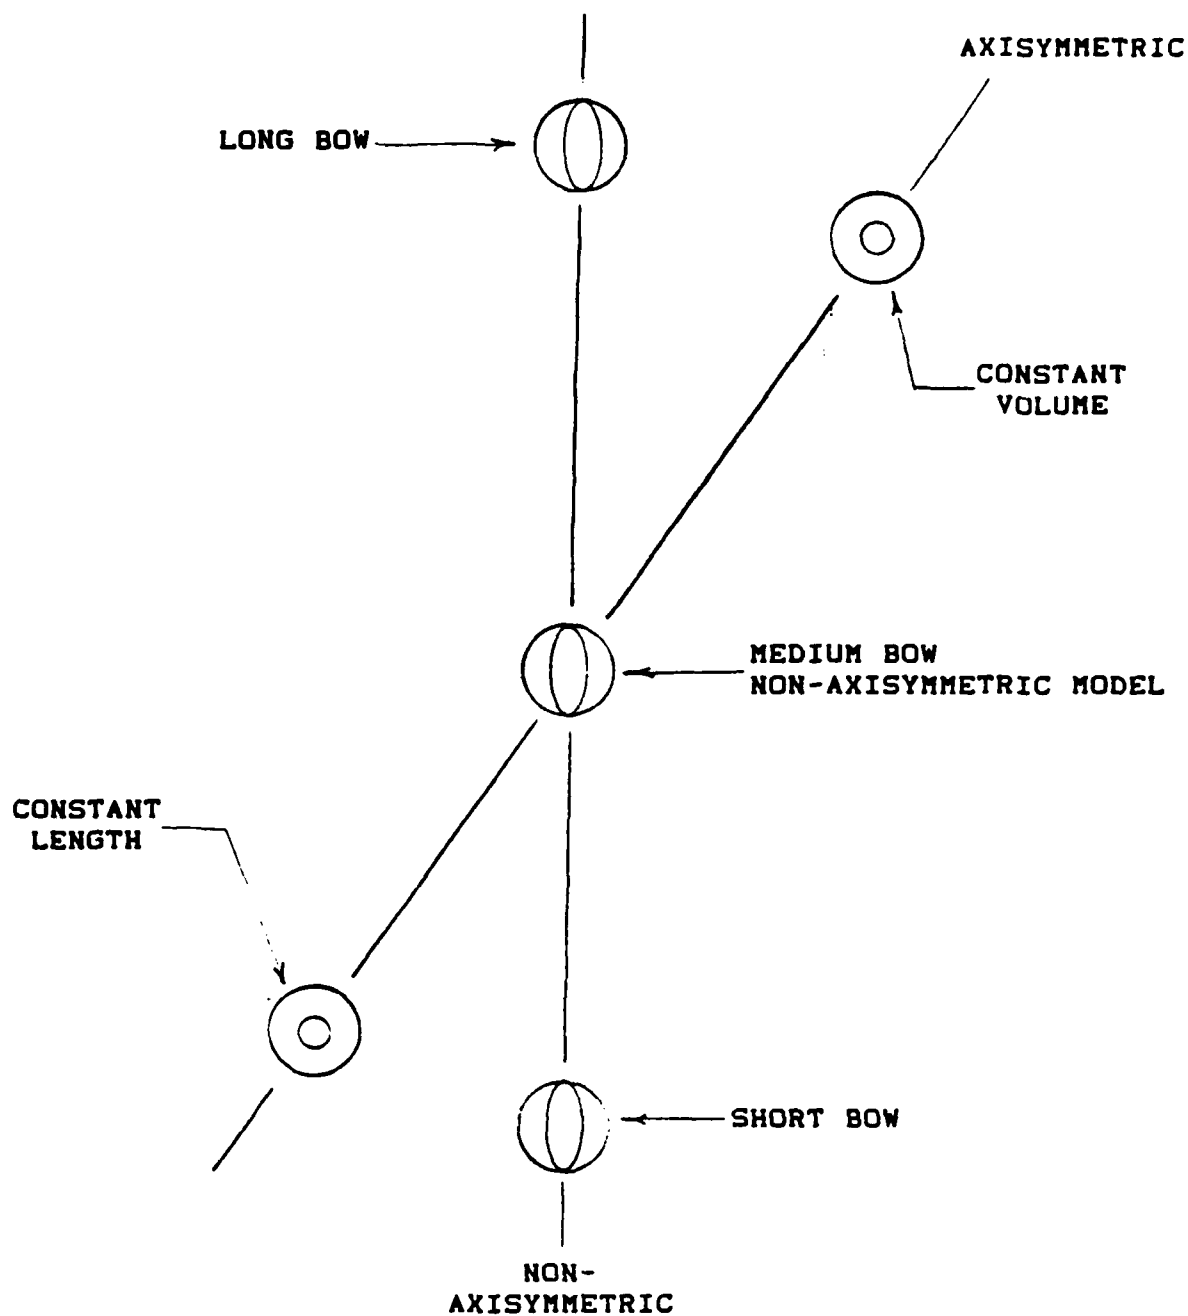 AXISYMMETRIC
LONG BOW
CONSTANT
VOLUME
MEDIUM BOW
NON-AXISYMMETRIC MODEL
CONSTANT
LENGTH
SHORT BOW
NON-
AXISYMMETRIC